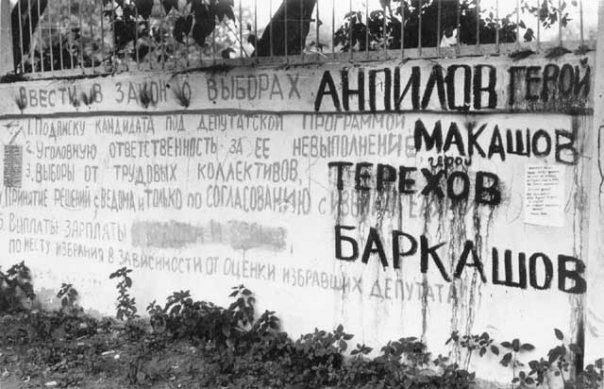 ВВЕСТИ В ЗАКОН О ВЫБОРАХ
1. ПОДПИСКУ КАНДИДАТА ПОД ДЕПУТАТСКОЙ ПРОГРАММОЙ
2. УГОЛОВНУЮ ОТВЕТСТВЕННОСТЬ ЗА ЕЕ НЕВЫПОЛНЕНИЕ
3. ВЫБОРЫ ОТ ТРУДОВЫХ КОЛЛЕКТИВОВ,
ПРИНЯТИЕ РЕШЕНИЙ С ВЕДОМА И ТОЛЬКО ПО СОГЛАСОВАНИЮ С
ВЫПЛАТЫ ЗАРПЛАТЫ
ПО МЕСТУ ИЗБРАНИЯ В ЗАВИСИМОСТИ ОТ ОЦЕНКИ ИЗБРАВШИХ ДЕПУТАТА
АНПИЛОВ ГЕРОЙ
МАКАШОВ
ГЕРОЙ
ТЕРЕХОВ
БАРКАШОВ